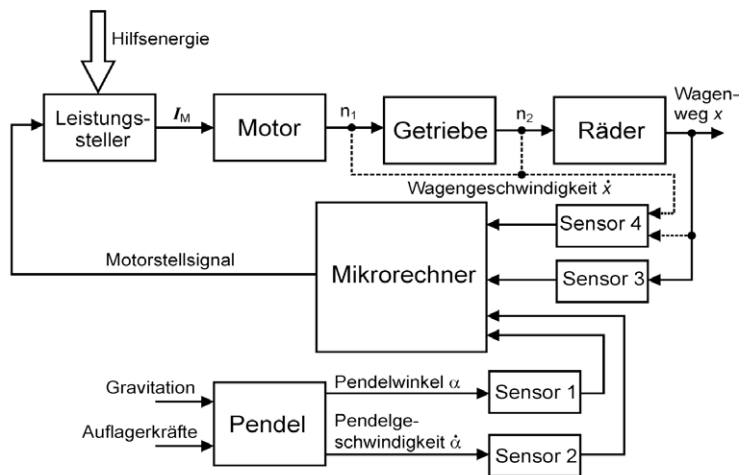 Hilfsenergie
Leistungs-
steller
I_M
Motor
n₁
Getriebe
n₂
Räder
Wagen-
weg x
Wagengeschwindigkeit ẋ
Sensor 4
Motorstellsignal
Mikrorechner
Sensor 3
Gravitation
Auflagerkräfte
Pendel
Pendelwinkel α
Sensor 1
Pendelge-
schwindigkeit α̇
Sensor 2